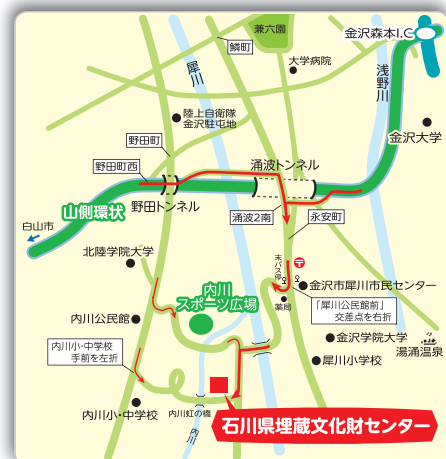 兼六園
金沢森本I.C
鱗町
犀川
大学病院
浅野川
陸上自衛隊
金沢駐屯地
金沢大学
野田町
野田町西
涌波トンネル
山側環状
野田トンネル
白山市
涌波2南
永安町
北陸学院大学
末バス停
内川
スポーツ広場
金沢市犀川市民センター
薬局
「犀川公民館前」
交差点を右折
内川公民館
金沢学院大学
湯涌温泉
犀川小学校
内川小・中学校
手前を左折
内川小・中学校
内川虹の橋
内川
石川県埋蔵文化財センター